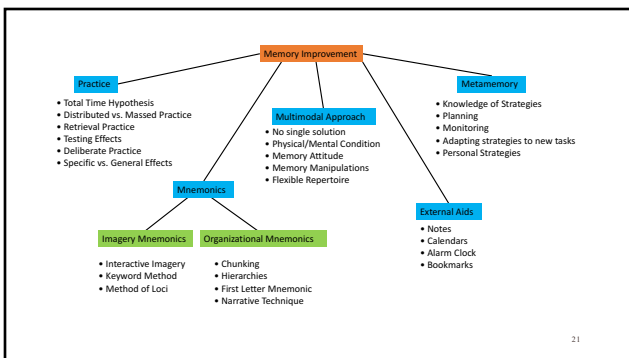 Memory Improvement
Practice
• Total Time Hypothesis
• Distributed vs. Massed Practice
• Retrieval Practice
• Testing Effects
• Deliberate Practice
• Specific vs. General Effects
Multimodal Approach
• No single solution
• Physical/Mental Condition
• Memory Attitude
• Memory Manipulations
• Flexible Repertoire
Metamemory
• Knowledge of Strategies
• Planning
• Monitoring
• Adapting strategies to new tasks
• Personal Strategies
Mnemonics
Imagery Mnemonics
• Interactive Imagery
• Keyword Method
• Method of Loci
Organizational Mnemonics
• Chunking
• Hierarchies
• First Letter Mnemonic
• Narrative Technique
External Aids
• Notes
• Calendars
• Alarm Clock
• Bookmarks
21